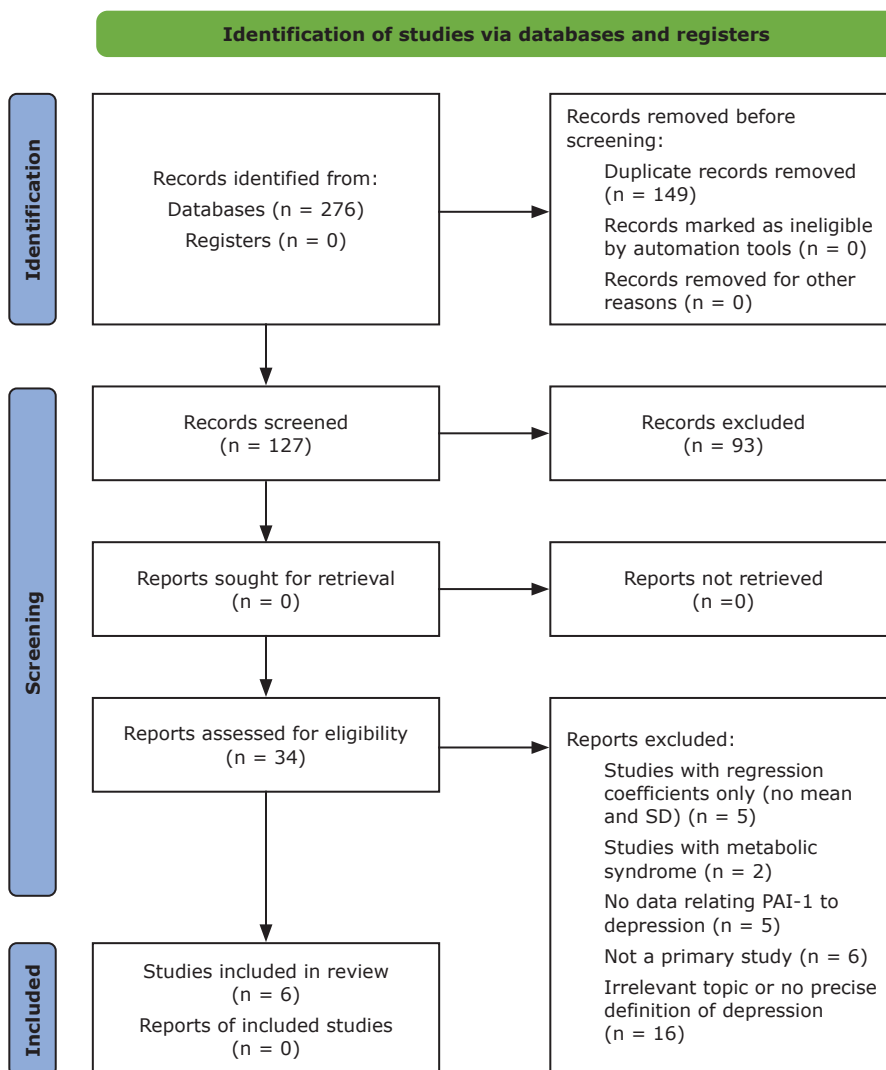 Identification of studies via databases and registers
Identification
Records identified from:
Databases (n = 276)
Registers (n = 0)
Records removed before
screening:
Duplicate records removed
(n = 149)
Records marked as ineligible
by automation tools (n = 0)
Records removed for other
reasons (n = 0)
Screening
Records screened
(n = 127)
Records excluded
(n = 93)
Reports sought for retrieval
(n = 0)
Reports not retrieved
(n =0)
Reports assessed for eligibility
(n = 34)
Reports excluded:
Studies with regression
coefficients only (no mean
and SD) (n = 5)
Studies with metabolic
syndrome (n = 2)
No data relating PAI-1 to
depression (n = 5)
Not a primary study (n = 6)
Irrelevant topic or no precise
definition of depression
(n = 16)
Included
Studies included in review
(n = 6)
Reports of included studies
(n = 0)